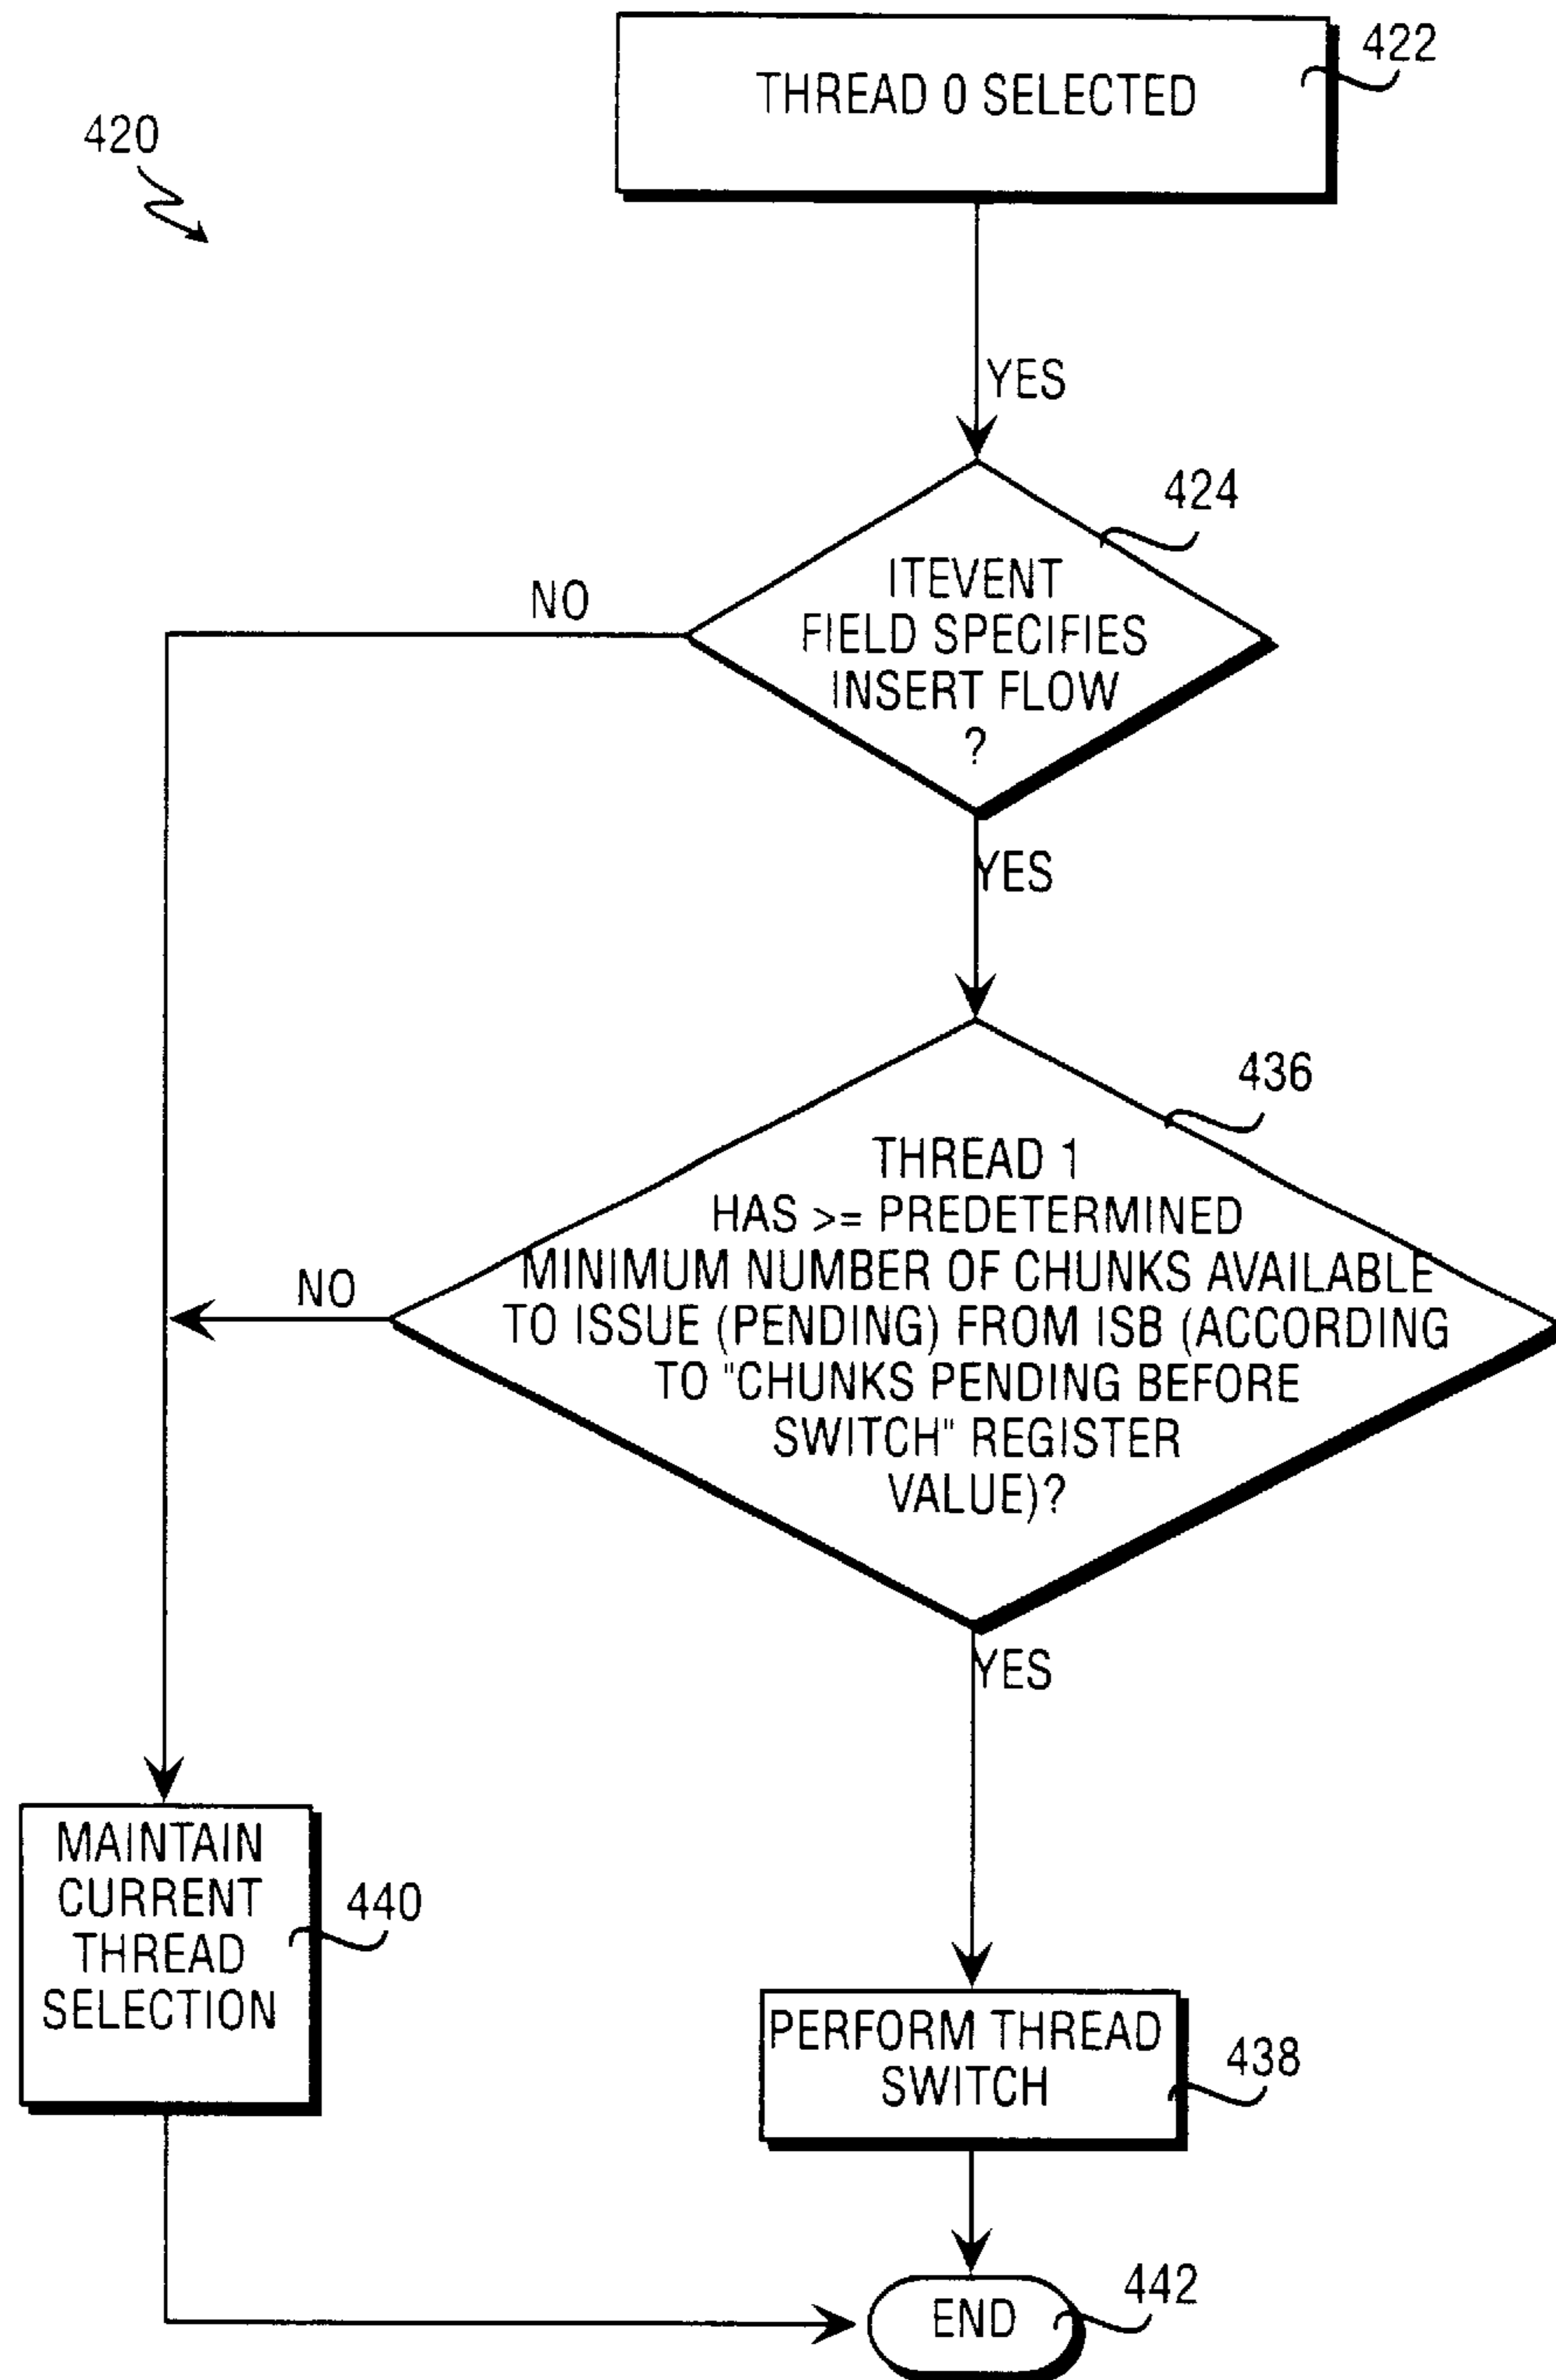 THREAD 0 SELECTED
422
420
YES
424
ITEVENT
FIELD SPECIFIES
INSERT FLOW
?
NO
YES
436
THREAD 1
HAS >= PREDETERMINED
MINIMUM NUMBER OF CHUNKS AVAILABLE
TO ISSUE (PENDING) FROM ISB (ACCORDING
TO "CHUNKS PENDING BEFORE
SWITCH" REGISTER
VALUE)?
NO
YES
MAINTAIN
CURRENT
THREAD
SELECTION
440
PERFORM THREAD
SWITCH
438
END
442